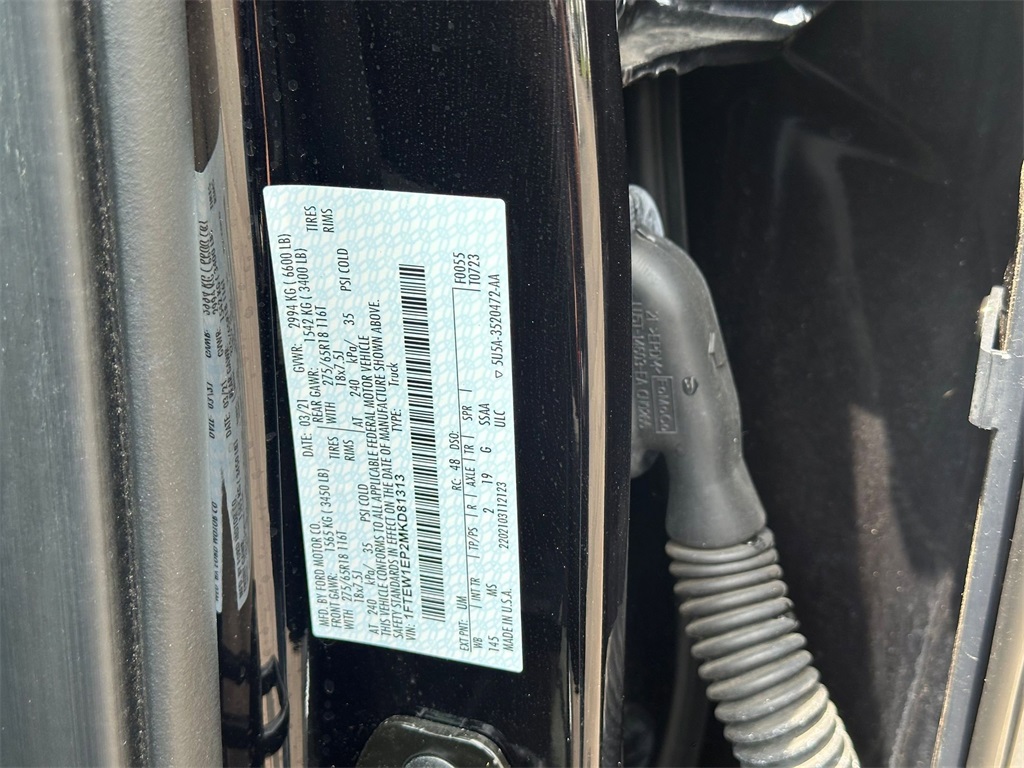 MFD. BY FORD MOTOR CO.
DATE: 03/21 GVWR: 2994 KG ( 6600 LB)
FRONT GAWR: 1565 KG ( 3450 LB) REAR GAWR: 1542 KG ( 3400 LB)
WITH 275/65R18 116T TIRES WITH 275/65R18 116T TIRES
18x7.5J RIMS 18x7.5J RIMS
AT 240 kPa/ 35 PSI COLD AT 240 kPa/ 35 PSI COLD
THIS VEHICLE CONFORMS TO ALL APPLICABLE FEDERAL MOTOR VEHICLE
SAFETY STANDARDS IN EFFECT ON THE DATE OF MANUFACTURE SHOWN ABOVE.
VIN: 1FTEW1EP2MKD81313 TYPE: Truck
EXT PNT: UM RC: 48 DSO: F0055
WB INT TR TP/PS R AXLE TR SPR T0723
145 MS 2 19 G SSAA
MADE IN U.S.A. 2202103112123 ULC
5U5A-3520472-AA